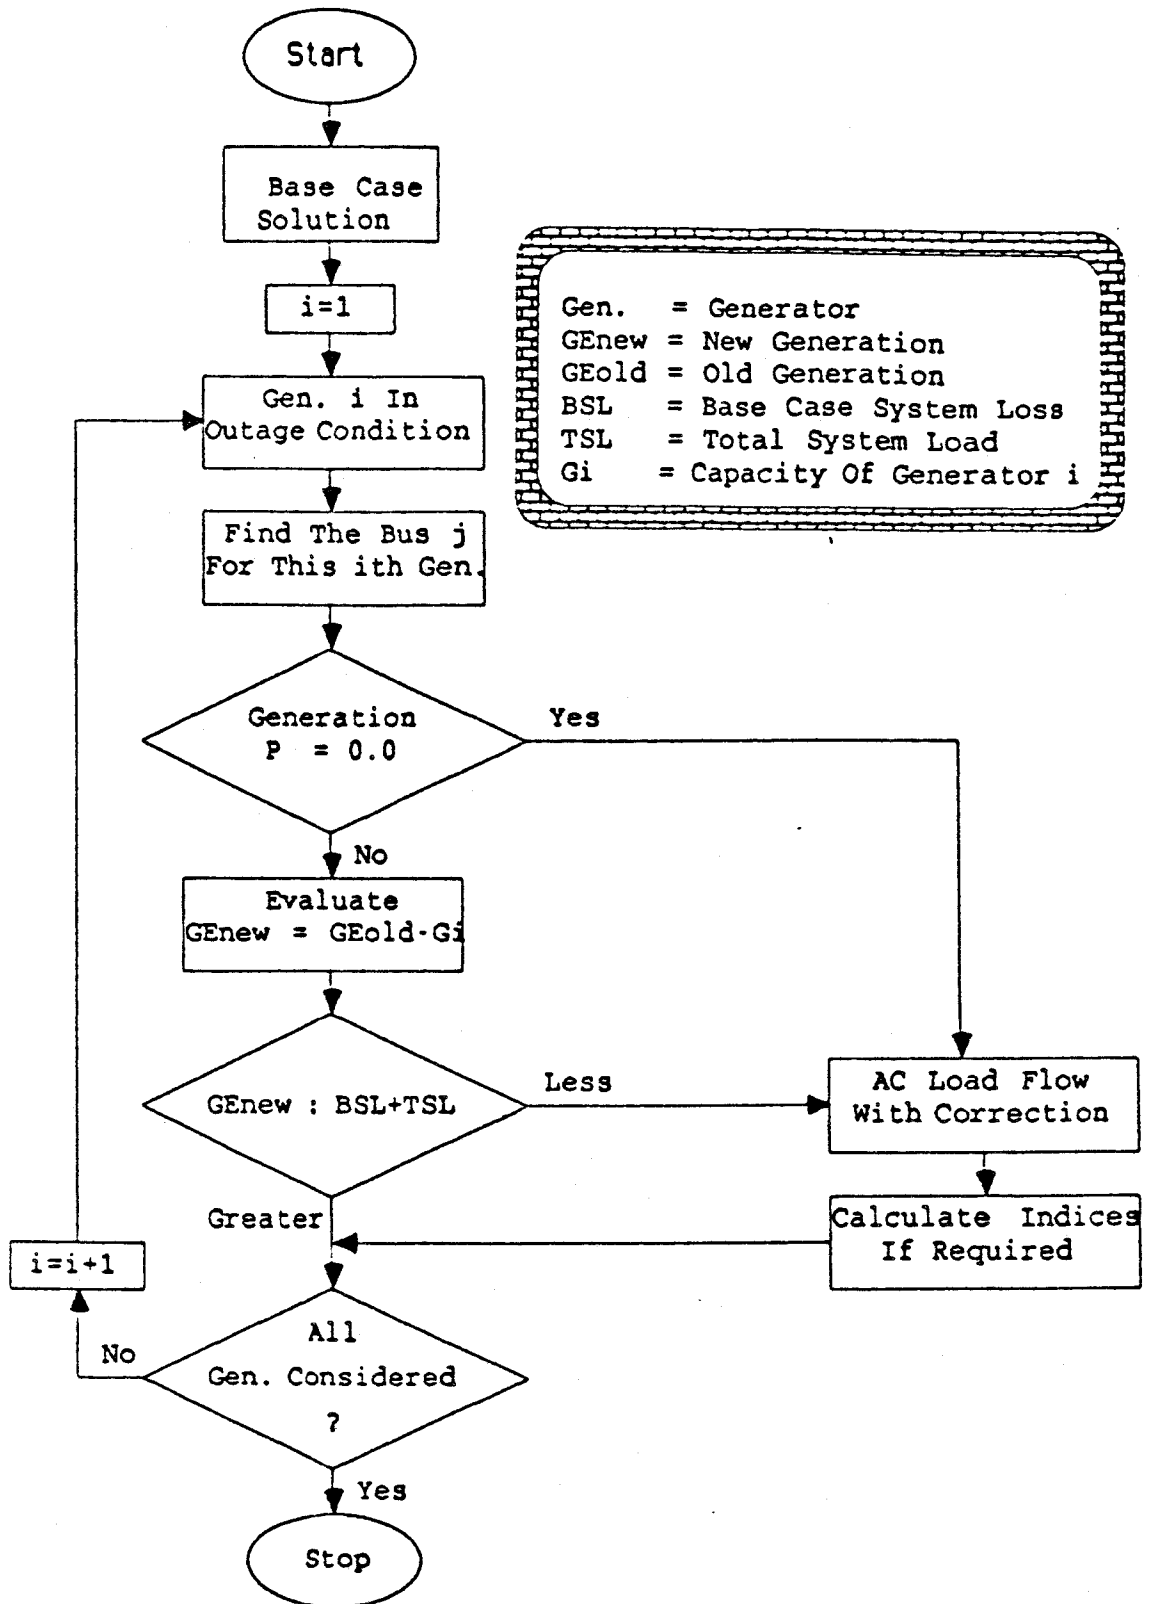 Start
Base Case
Solution
i=1
Gen. i In
Outage Condition
Find The Bus j
For This ith Gen.
Gen. = Generator
GEnew = New Generation
GEold = Old Generation
BSL = Base Case System Loss
TSL = Total System Load
Gi = Capacity Of Generator i
Generation
P = 0.0
Yes
No
Evaluate
GEnew = GEold-Gi
GEnew : BSL+TSL
Less
Greater
AC Load Flow
With Correction
Calculate Indices
If Required
i=i+1
All
Gen. Considered
?
No
Yes
Stop